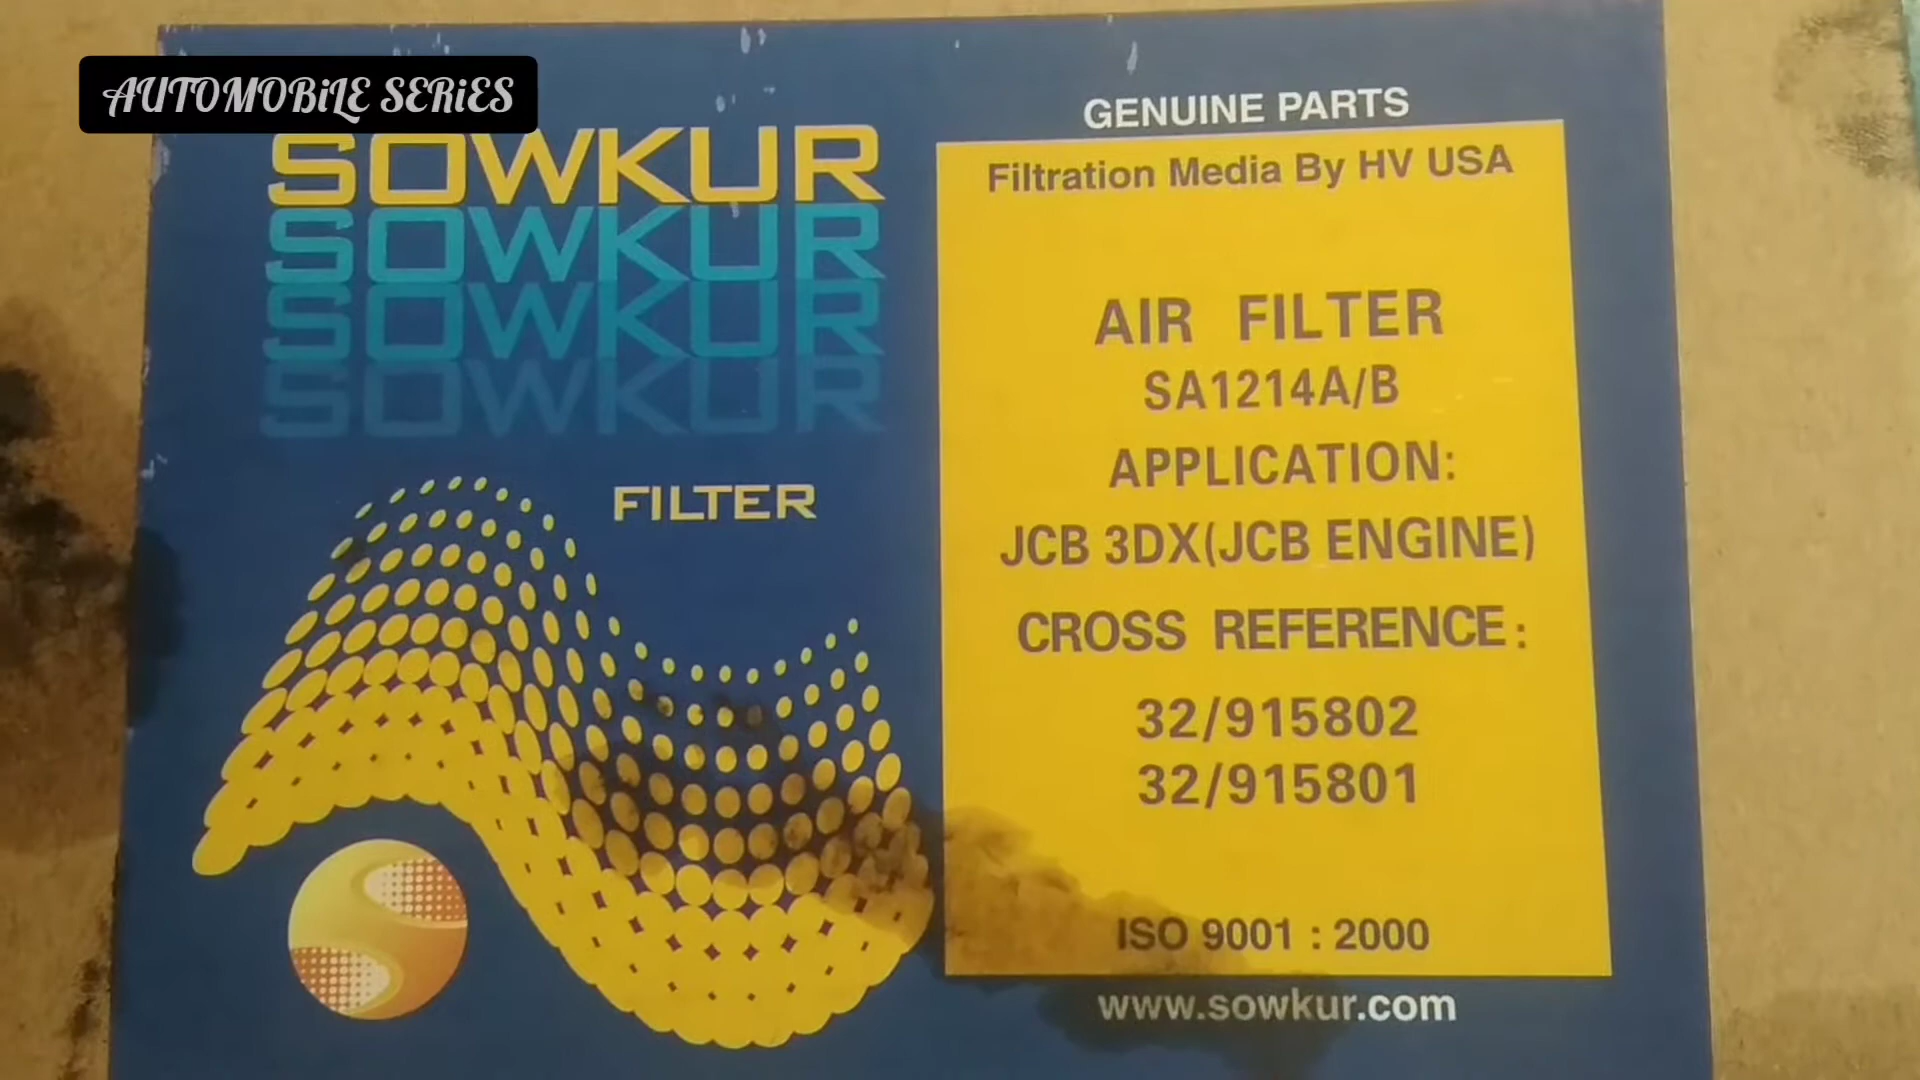 AUTOMOBiLE SERiES
SOWKUR
SOWKUR
SOWKUR
SOWKUR
FILTER
GENUINE PARTS
Filtration Media By HV USA
AIR FILTER
SA1214A/B
APPLICATION:
JCB 3DX(JCB ENGINE)
CROSS REFERENCE:
32/915802
32/915801
ISO 9001 : 2000
www.sowkur.com